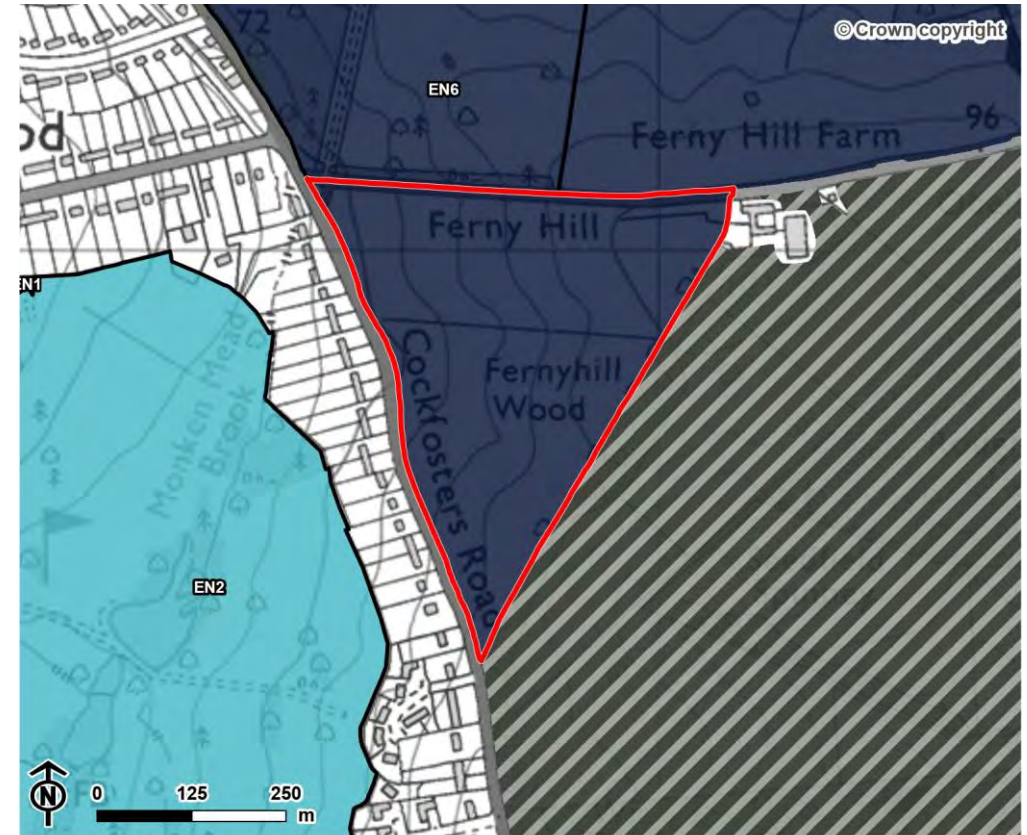 72
© Crown copyright
EN6
od
Ferny Hill Farm
96
Ferny Hill
EN1
Cockfosters Road
Fernyhill
Wood
Monken Mead
Brook
EN2
N
0 125 250
m